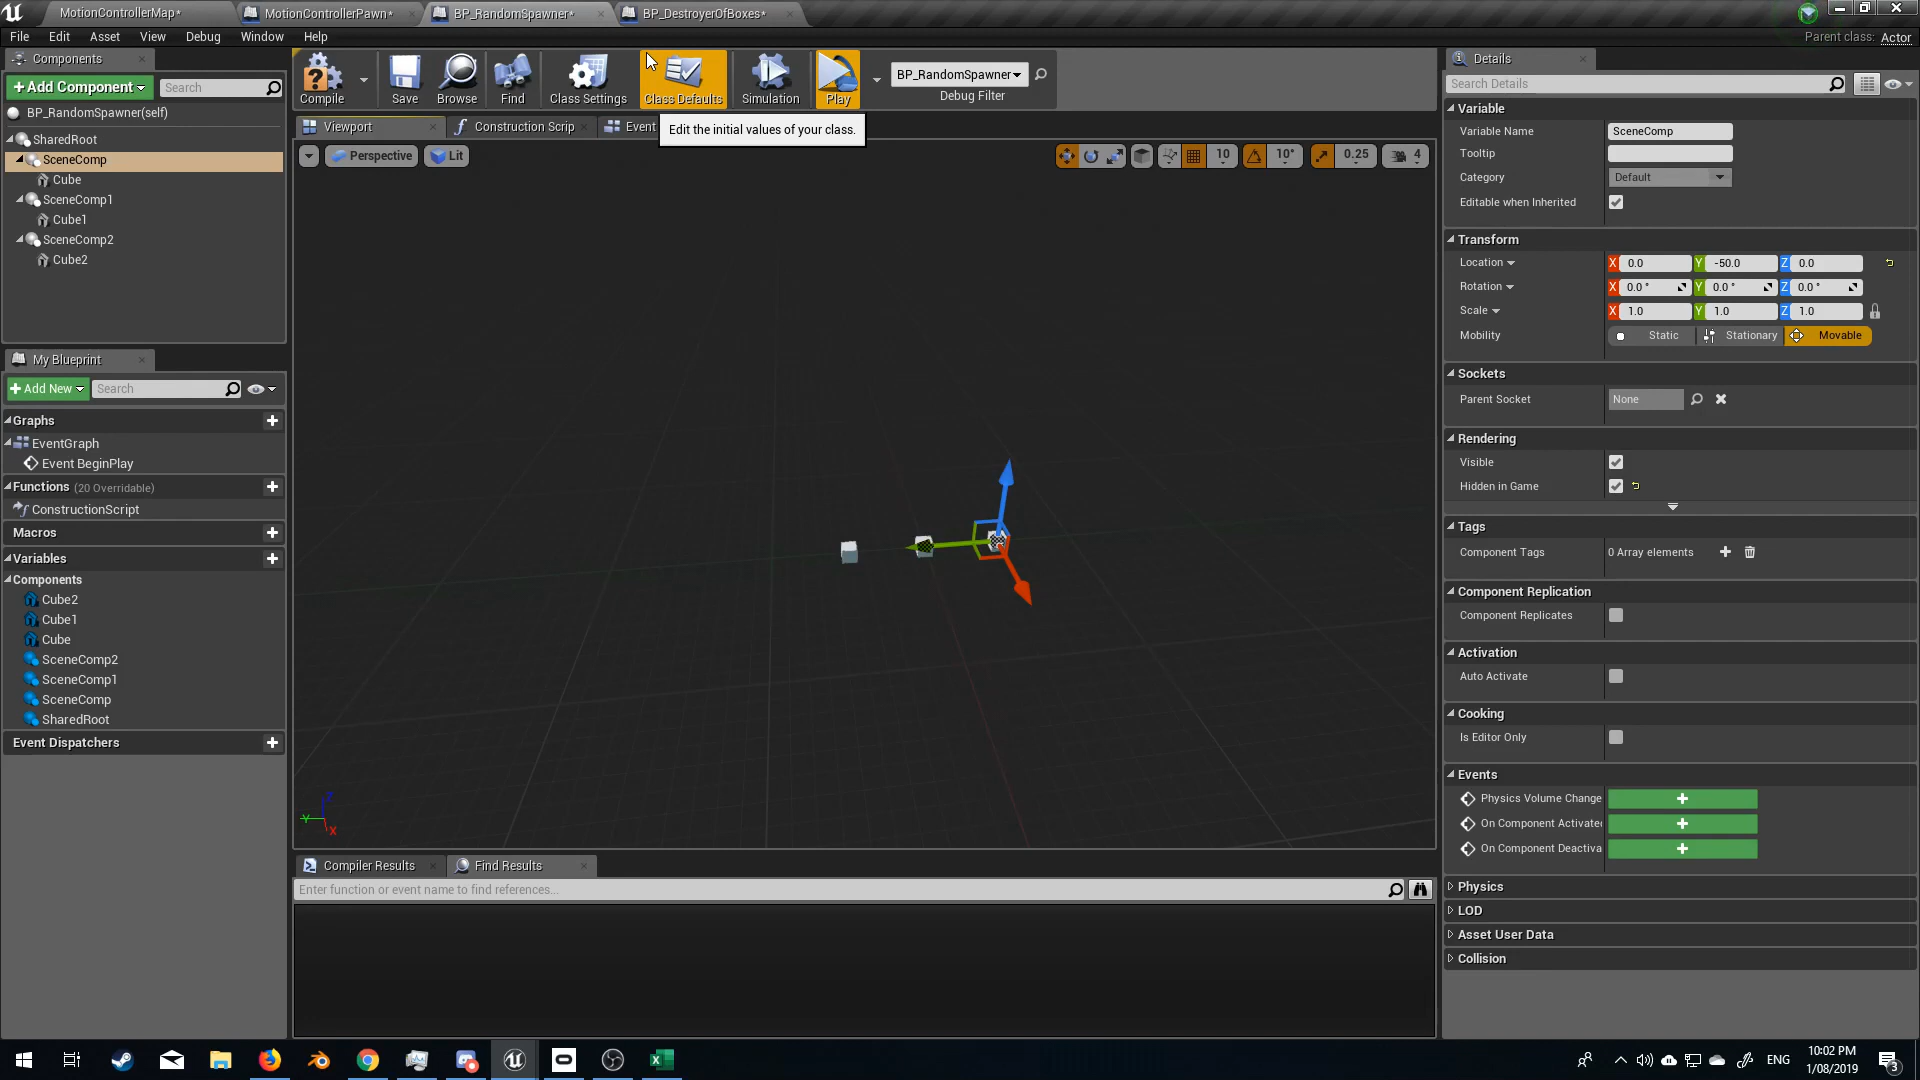 MotionControllerMap*
MotionControllerPawn*
BP_RandomSpawner*
BP_DestroyerOfBoxes*
File Edit Asset View Debug Window Help
Parent class: Actor
Components
+Add Component
Search
BP_RandomSpawner(self)
SharedRoot
SceneComp
Cube
SceneComp1
Cube1
SceneComp2
Cube2
My Blueprint
+Add New
Search
Graphs
EventGraph
Event BeginPlay
Functions (20 Overridable)
ConstructionScript
Macros
Variables
Components
Cube2
Cube1
Cube
SceneComp2
SceneComp1
SceneComp
SharedRoot
Event Dispatchers
Compile
Save
Browse
Find
Class Settings
Class Defaults
Simulation
Play
BP_RandomSpawner
Debug Filter
Viewport
Construction Scrip
Event
Edit the initial values of your class.
Perspective
Lit
10
10°
0.25
4
Z
Y
X
Compiler Results
Find Results
Enter function or event name to find references...
Details
Search Details
Variable
Variable Name SceneComp
Tooltip
Category Default
Editable when Inherited
Transform
Location X 0.0 Y -50.0 Z 0.0
Rotation X 0.0 ° Y 0.0 ° Z 0.0 °
Scale X 1.0 Y 1.0 Z 1.0
Mobility Static Stationary Movable
Sockets
Parent Socket None
Rendering
Visible
Hidden in Game
Tags
Component Tags 0 Array elements
Component Replication
Component Replicates
Activation
Auto Activate
Cooking
Is Editor Only
Events
Physics Volume Change
On Component Activate
On Component Deactiva
Physics
LOD
Asset User Data
Collision
ENG
10:02 PM
1/08/2019
3